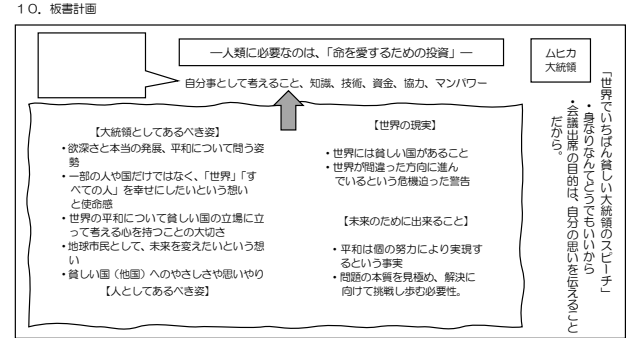 １０．板書計画
「世界でいちばん貧しい大統領のスピーチ」
・身なりなんてどうでもいいから
・会議出席の目的は、自分の思いを伝えること
だから。
ムヒカ
大統領
―人類に必要なのは、「命を愛するための投資」―
自分事として考えること、知識、技術、資金、協力、マンパワー
【大統領としてあるべき姿】
・欲深さと本当の発展、平和について問う姿
勢
・一部の人や国だけではなく、「世界」「す
べての人」を幸せにしたいという想い
と使命感
・世界の平和について貧しい国の立場に立
って考える心を持つことの大切さ
・地球市民として、未来を変えたいという想
い
・貧しい国（他国）へのやさしさや思いやり
【人としてあるべき姿】
【世界の現実】
・世界には貧しい国があること
・世界が間違った方向に進ん
でいるという危機迫った警告
【未来のために出来ること】
・平和は個の努力により実現す
るという事実
・問題の本質を見極め、解決に
向けて挑戦し歩む必要性。